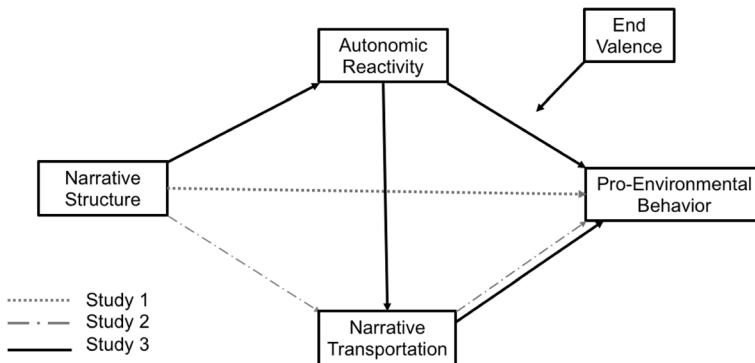 End
Valence
Autonomic
Reactivity
Narrative
Structure
Pro-Environmental
Behavior
Narrative
Transportation
Study 1
Study 2
Study 3